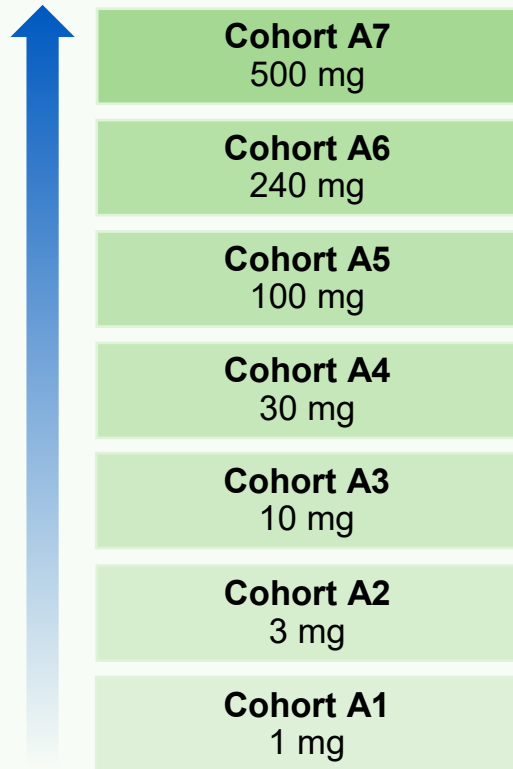 Cohort A7
500 mg
Cohort A6
240 mg
Cohort A5
100 mg
Cohort A4
30 mg
Cohort A3
10 mg
Cohort A2
3 mg
Cohort A1
1 mg